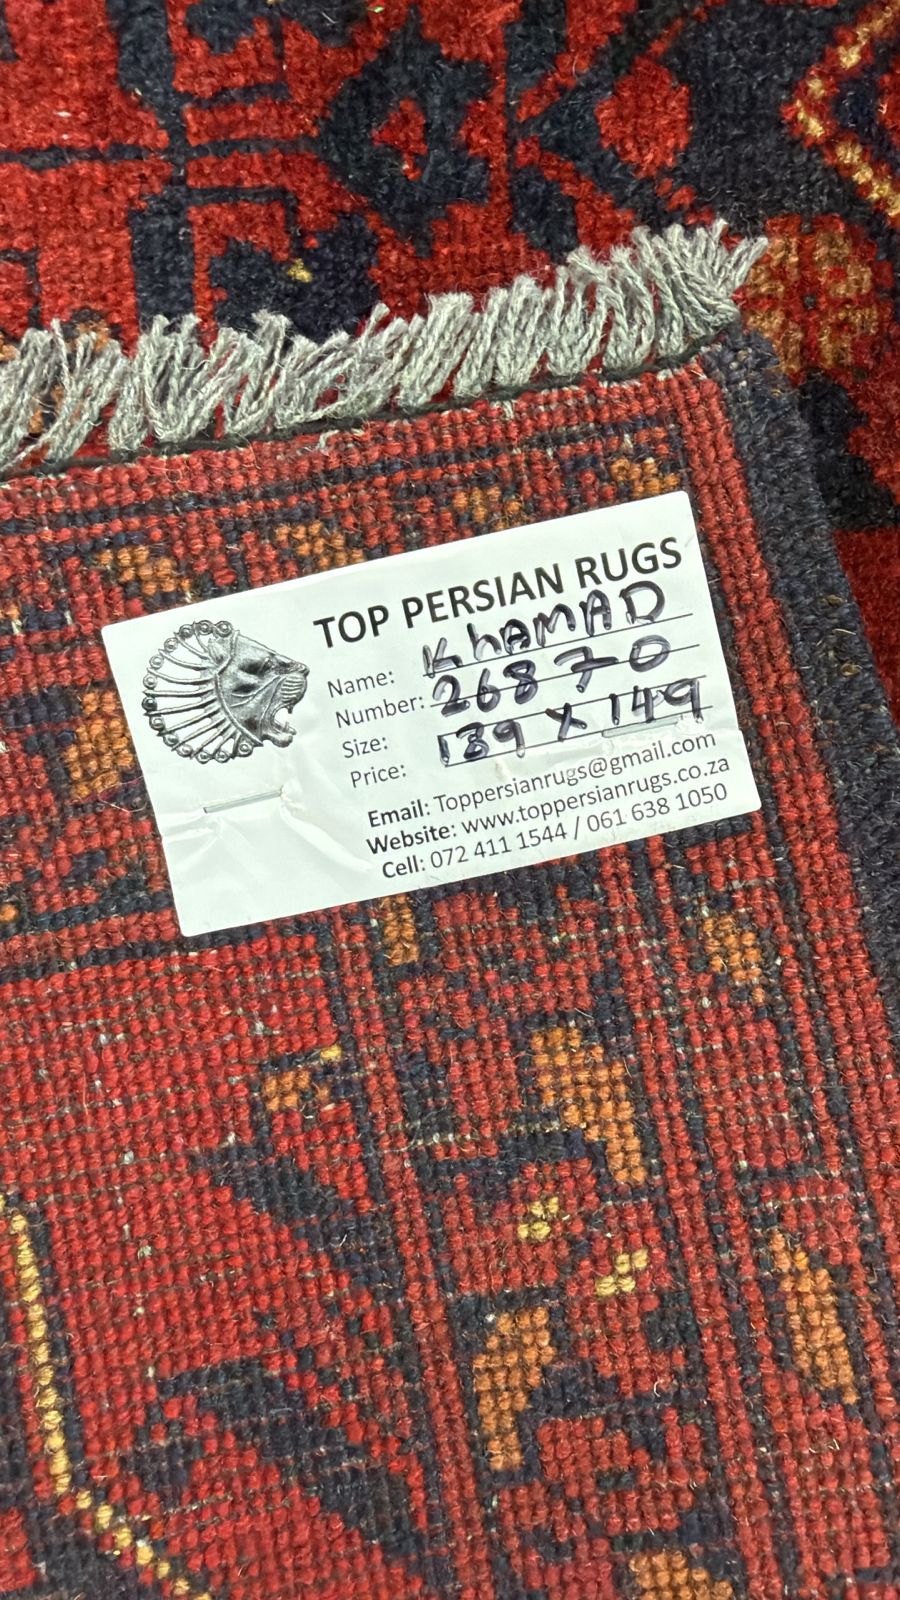 TOP PERSIAN RUGS
Name: KhAMAD
Number: 26870
Size: 139 x 149
Price:
Email: Toppersianrugs@gmail.com
Website: www.toppersianrugs.co.za
Cell: 072 411 1544 / 061 638 1050